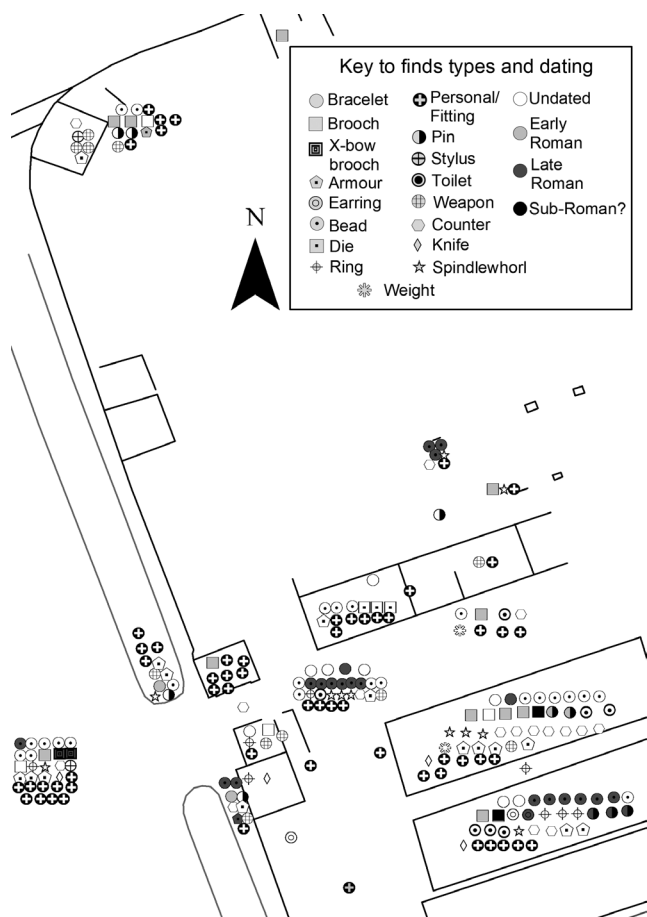 Key to finds types and dating
Bracelet
Brooch
X-bow
brooch
Armour
Earring
Bead
Die
Ring
Personal/
Fitting
Pin
Stylus
Toilet
Weapon
Counter
Knife
Spindlewhorl
Weight
Undated
Early
Roman
Late
Roman
Sub-Roman?
N